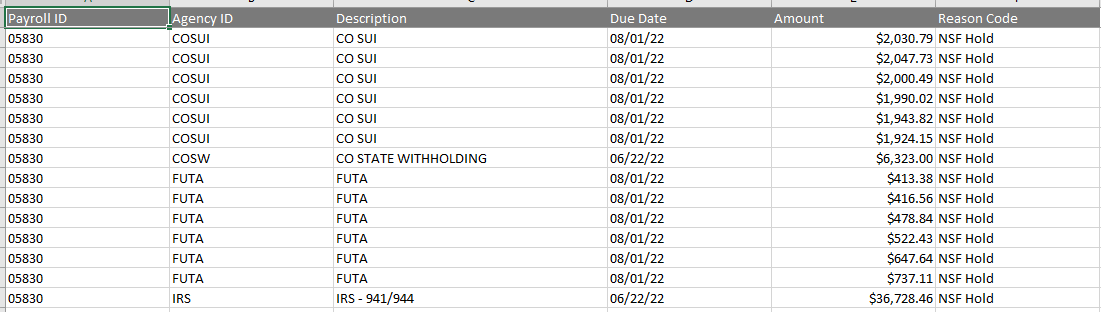 Payroll ID Agency ID Description Due Date Amount Reason Code
05830 COSUI CO SUI 08/01/22 $2,030.79 NSF Hold
05830 COSUI CO SUI 08/01/22 $2,047.73 NSF Hold
05830 COSUI CO SUI 08/01/22 $2,000.49 NSF Hold
05830 COSUI CO SUI 08/01/22 $1,990.02 NSF Hold
05830 COSUI CO SUI 08/01/22 $1,943.82 NSF Hold
05830 COSUI CO SUI 08/01/22 $1,924.15 NSF Hold
05830 COSW CO STATE WITHHOLDING 06/22/22 $6,323.00 NSF Hold
05830 FUTA FUTA 08/01/22 $413.38 NSF Hold
05830 FUTA FUTA 08/01/22 $416.56 NSF Hold
05830 FUTA FUTA 08/01/22 $478.84 NSF Hold
05830 FUTA FUTA 08/01/22 $522.43 NSF Hold
05830 FUTA FUTA 08/01/22 $647.64 NSF Hold
05830 FUTA FUTA 08/01/22 $737.11 NSF Hold
05830 IRS IRS - 941/944 06/22/22 $36,728.46 NSF Hold